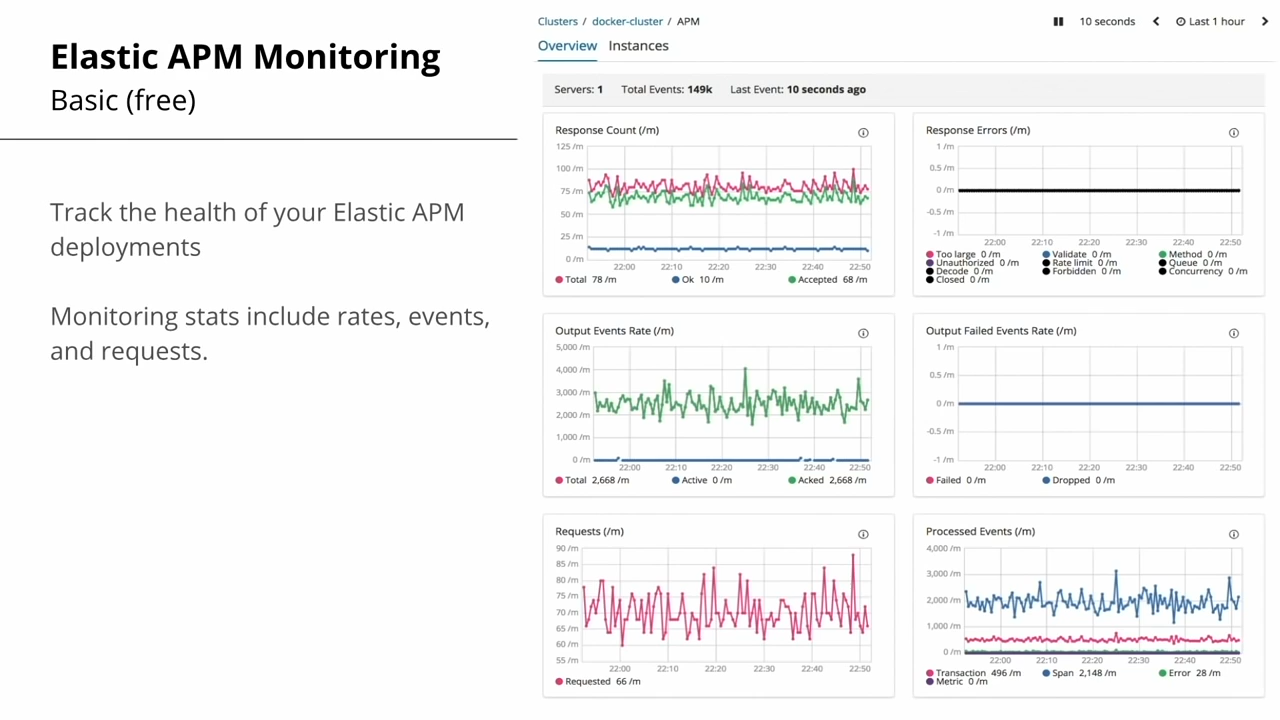 Elastic APM Monitoring
Basic (free)
Track the health of your Elastic APM
deployments
Monitoring stats include rates, events,
and requests.
Clusters / docker-cluster / APM
10 seconds
Last 1 hour
Overview Instances
Servers: 1 Total Events: 149k Last Event: 10 seconds ago
Response Count (/m)
125 /m
100 /m
75 /m
50 /m
25 /m
0 /m
22:00 22:10 22:20 22:30 22:40 22:50
Total 78 /m Ok 10 /m Accepted 68 /m
Response Errors (/m)
1 /m
0.5 /m
0 /m
-0.5 /m
-1 /m
22:00 22:10 22:20 22:30 22:40 22:50
Too large 0 /m Validate 0 /m Method 0 /m
Unauthorized 0 /m Rate limit 0 /m Queue 0 /m
Decode 0 /m Forbidden 0 /m Concurrency 0 /m
Closed 0 /m
Output Events Rate (/m)
5,000 /m
4,000 /m
3,000 /m
2,000 /m
1,000 /m
0 /m
22:00 22:10 22:20 22:30 22:40 22:50
Total 2,668 /m Active 0 /m Acked 2,668 /m
Output Failed Events Rate (/m)
1 /m
0.5 /m
0 /m
-0.5 /m
-1 /m
22:00 22:10 22:20 22:30 22:40 22:50
Failed 0 /m Dropped 0 /m
Requests (/m)
90 /m
85 /m
80 /m
75 /m
70 /m
65 /m
60 /m
55 /m
22:00 22:10 22:20 22:30 22:40 22:50
Requested 66 /m
Processed Events (/m)
4,000 /m
3,000 /m
2,000 /m
1,000 /m
0 /m
22:00 22:10 22:20 22:30 22:40 22:50
Transaction 496 /m Span 2,148 /m Error 28 /m
Metric 0 /m